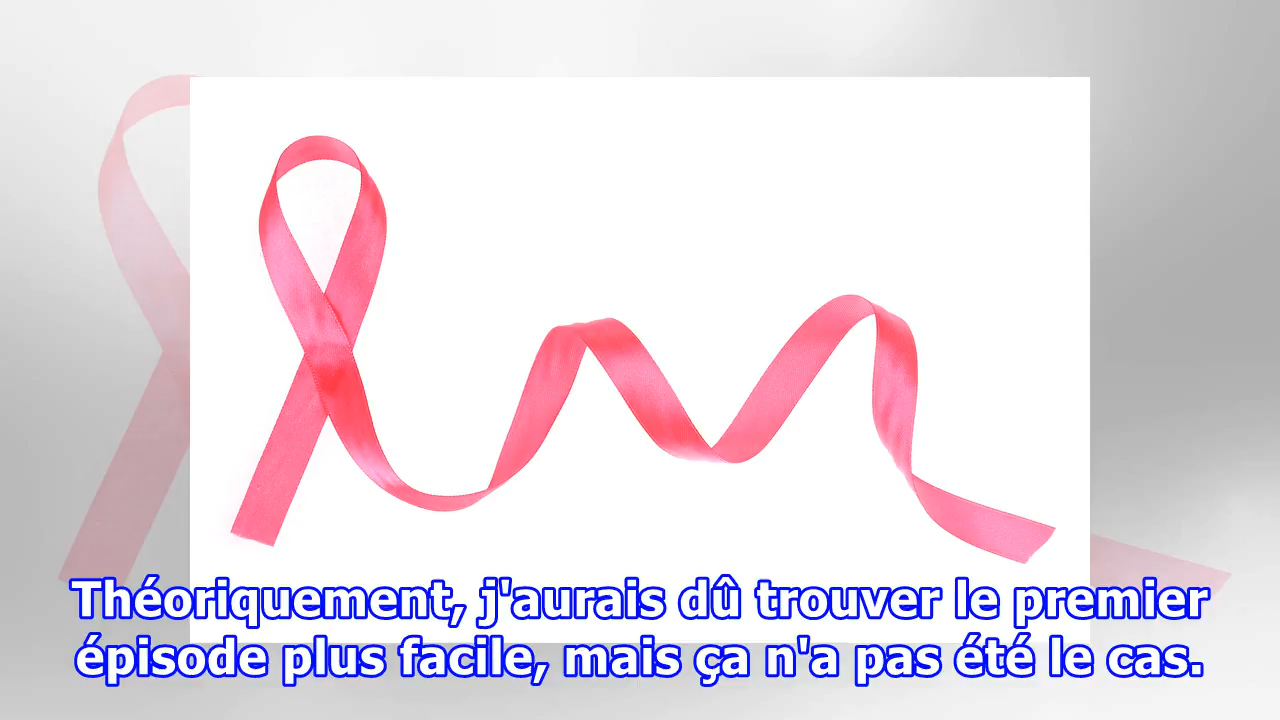 Théoriquement, j'aurais dû trouver le premier
épisode plus facile, mais ça n'a pas été le cas.